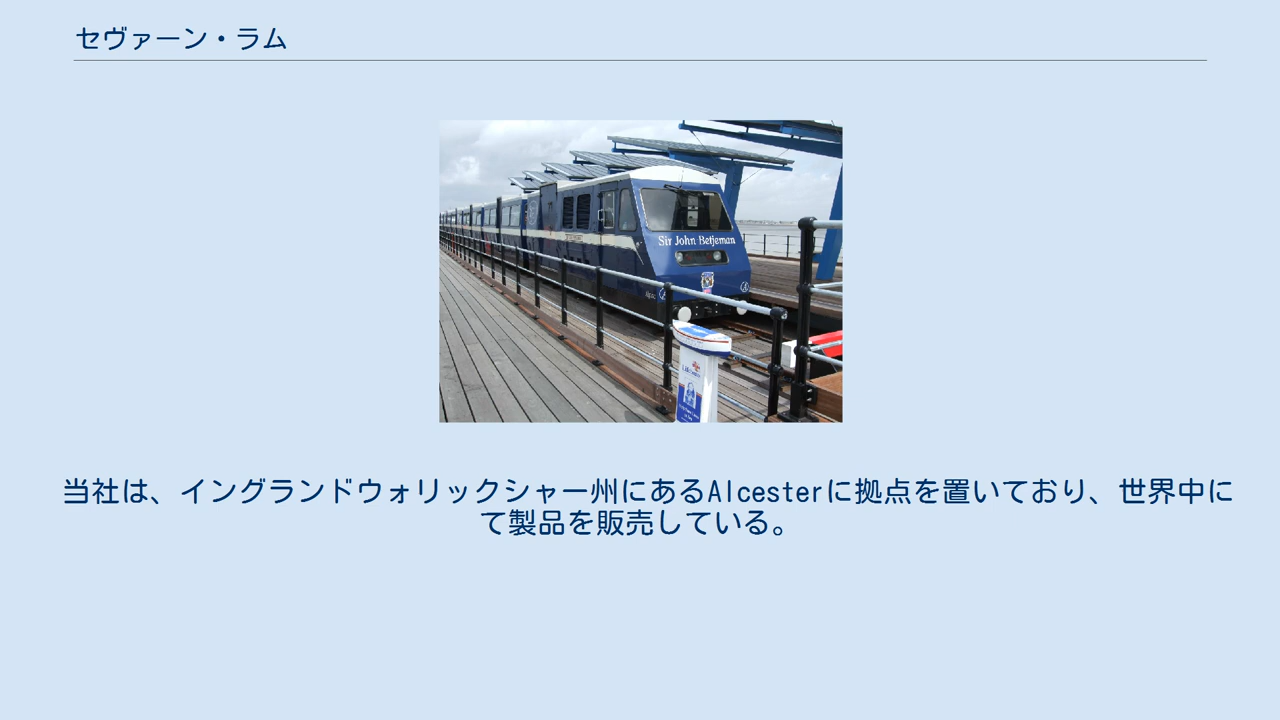 セヴァーン・ラム
Sir John Betjeman
当社は、イングランドウォリックシャー州にあるAlcesterに拠点を置いており、世界中に
て製品を販売している。